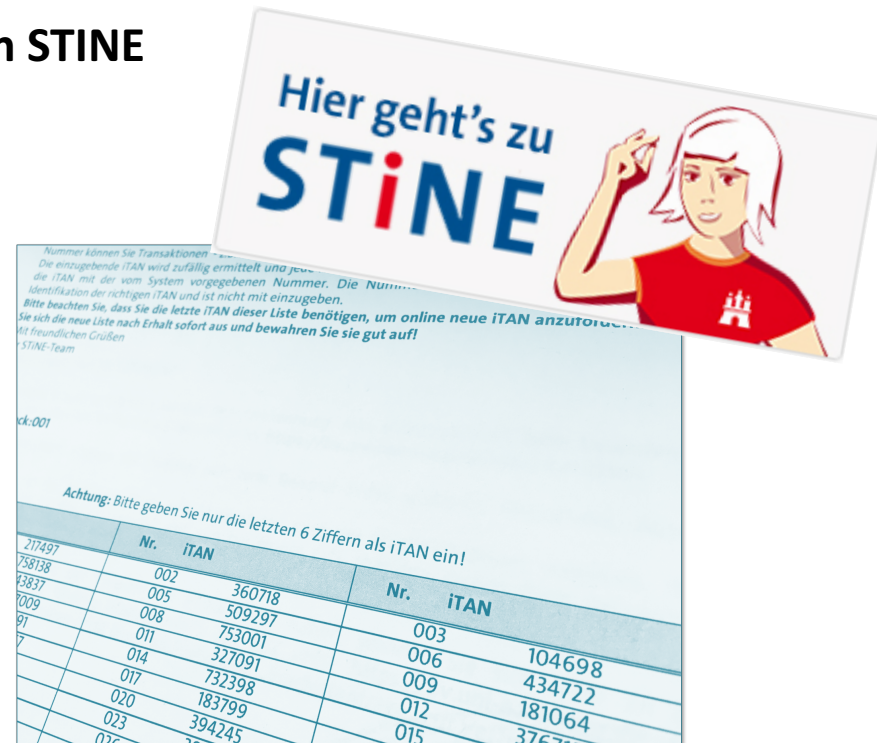 n STINE
Hier geht's zu
STiNE
Nummer können Sie Transaktionen
Die einzugebende iTAN wird zufällig ermittelt und
die iTAN mit der vom System vorgegebenen Nummer. Die
Identifikation der richtigen iTAN und ist nicht mit einzugeben.
Bitte beachten Sie, dass Sie die letzte iTAN dieser Liste benötigen, um online neue iTAN
Sie sich die neue Liste nach Erhalt sofort aus und bewahren Sie sie gut auf!
Mit freundlichen Grüßen
STiNE-Team
ck:001
Achtung: Bitte geben Sie nur die letzten 6 Ziffern als iTAN ein!
Nr. iTAN Nr. iTAN
217497 002 360718 003 104698
758138 005 509297 006 434722
43837 008 753001 009 181064
7009 011 327091 012
91 014 732398 015
7 017 183799
020 394245
023